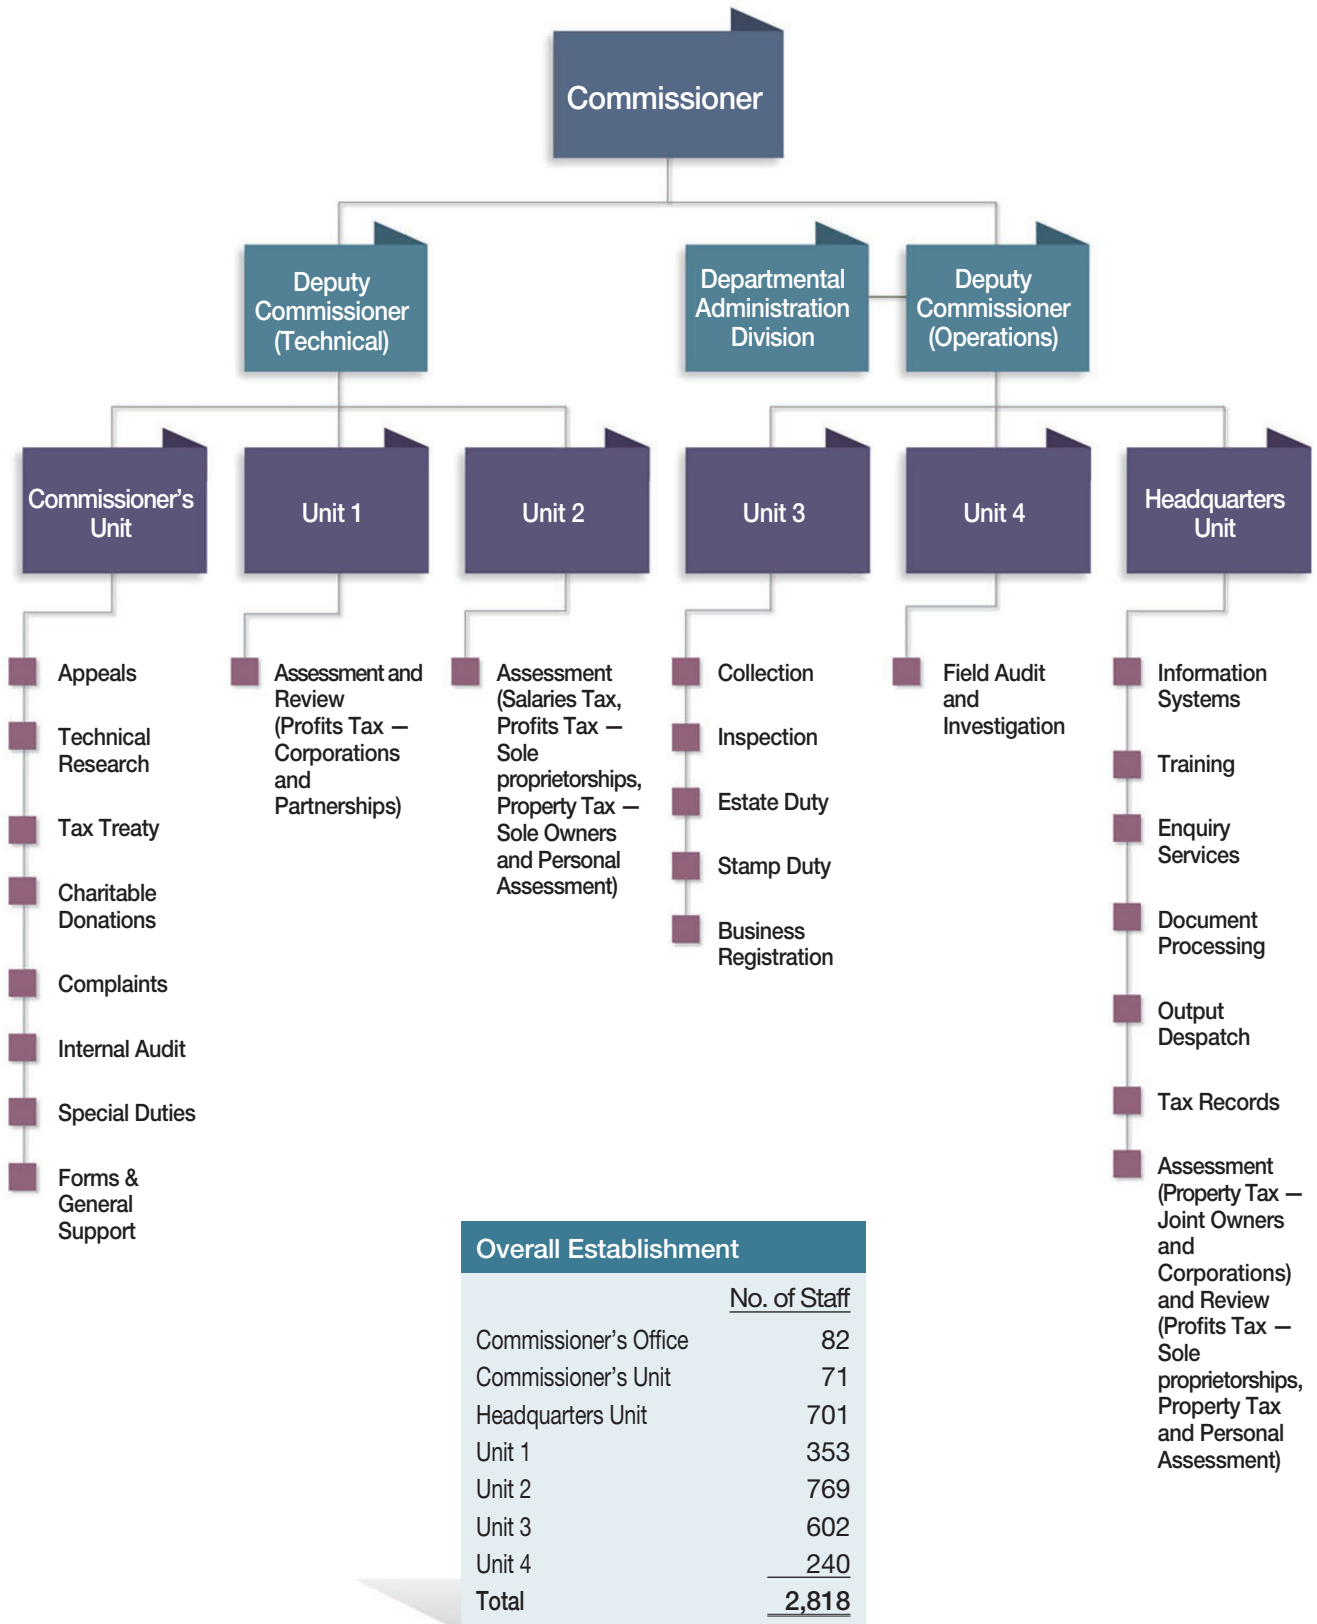 Commissioner
Deputy
Commissioner
(Technical)
Departmental
Administration
Division
Deputy
Commissioner
(Operations)
Commissioner’s
Unit
Unit 1
Unit 2
Unit 3
Unit 4
Headquarters
Unit
Appeals
Technical
Research
Tax Treaty
Charitable
Donations
Complaints
Internal Audit
Special Duties
Forms &
General
Support
Assessment and
Review
(Profits Tax —
Corporations
and
Partnerships)
Assessment
(Salaries Tax,
Profits Tax —
Sole
proprietorships,
Property Tax —
Sole Owners
and Personal
Assessment)
Collection
Inspection
Estate Duty
Stamp Duty
Business
Registration
Field Audit
and
Investigation
Information
Systems
Training
Enquiry
Services
Document
Processing
Output
Despatch
Tax Records
Assessment
(Property Tax —
Joint Owners
and
Corporations)
and Review
(Profits Tax —
Sole
proprietorships,
Property Tax
and Personal
Assessment)
Overall Establishment
No. of Staff
Commissioner’s Office 82
Commissioner’s Unit 71
Headquarters Unit 701
Unit 1 353
Unit 2 769
Unit 3 602
Unit 4 240
Total 2,818